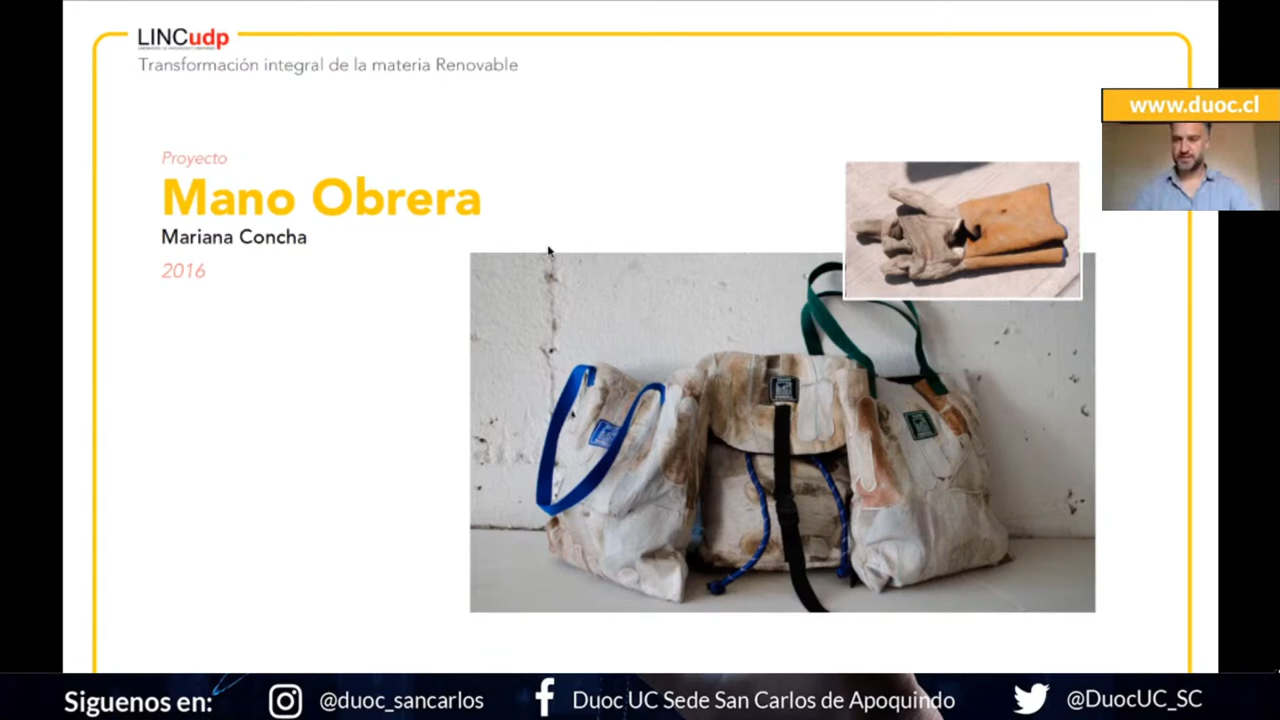 LINCudp
Transformación integral de la materia Renovable
www.duoc.cl
Proyecto
Mano Obrera
Mariana Concha
2016
Siguenos en:
@duoc_sancarlos
Duoc UC Sede San Carlos de Apoquindo
@DuocUC_SC